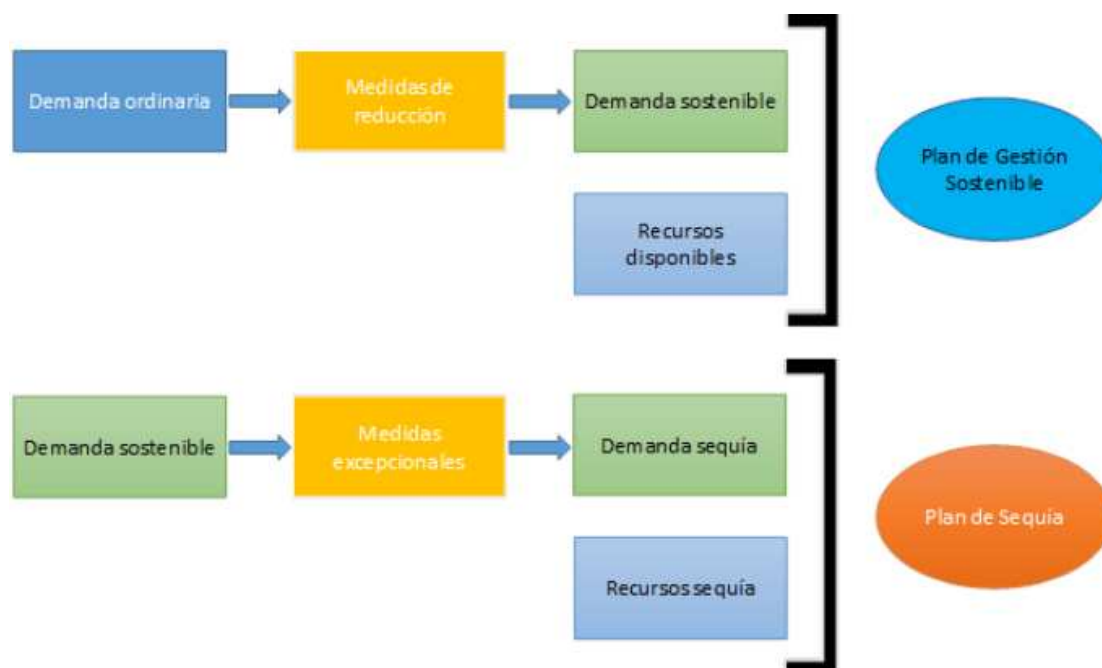 Demanda ordinaria
Medidas de
reducción
Demanda sostenible
Recursos
disponibles
Plan de Gestión
Sostenible
Demanda sostenible
Medidas
excepcionales
Demanda sequía
Recursos sequía
Plan de Sequía